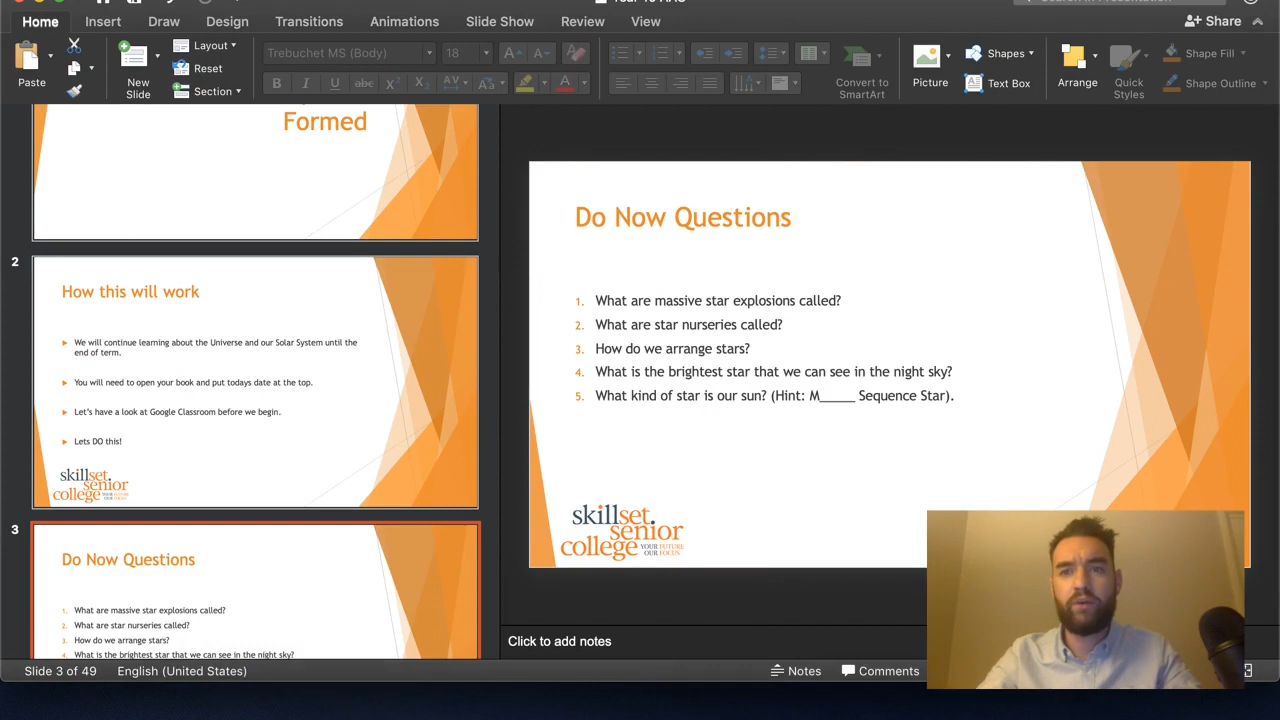 Home Insert Draw Design Transitions Animations Slide Show Review View Share
Paste
New
Slide
Layout
Reset
Section
Trebuchet MS (Body) 18
B I U abc X² X₂ AV Aa A
Convert to
SmartArt
Picture
Shapes
Text Box
Arrange
Quick
Styles
Shape Fill
Shape Outline
Formed
2
How this will work
We will continue learning about the Universe and our Solar System until the
end of term.
You will need to open your book and put todays date at the top.
Let's have a look at Google Classroom before we begin.
Lets DO this!
skillset.
senior
college YOUR FUTURE
OUR FOCUS
3
Do Now Questions
1. What are massive star explosions called?
2. What are star nurseries called?
3. How do we arrange stars?
4. What is the brightest star that we can see in the night sky?
Do Now Questions
1. What are massive star explosions called?
2. What are star nurseries called?
3. How do we arrange stars?
4. What is the brightest star that we can see in the night sky?
5. What kind of star is our sun? (Hint: M_____ Sequence Star).
skillset.
senior
college YOUR FUTURE
OUR FOCUS
Click to add notes
Slide 3 of 49 English (United States) Notes Comments